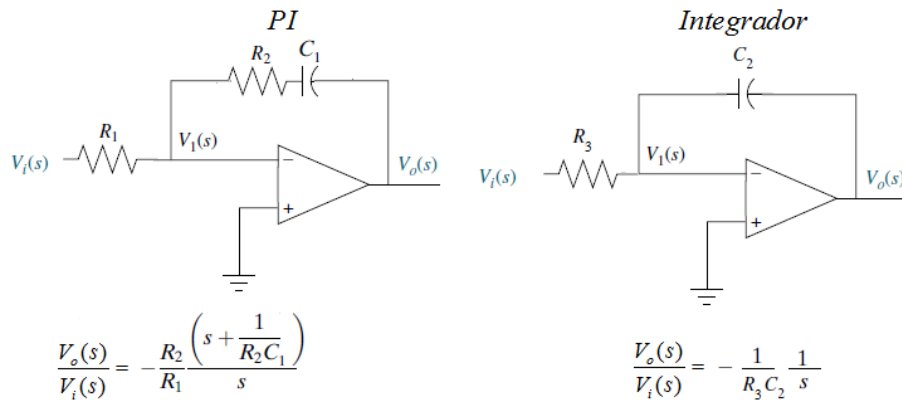 PI
R₂ C₁
R₁
V₁(s)
Vᵢ(s)
Vₒ(s)
−
+
Vₒ(s)/Vᵢ(s) = − R₂/R₁ (s + 1/(R₂C₁))/s
Integrador
C₂
R₃
V₁(s)
Vᵢ(s)
Vₒ(s)
−
+
Vₒ(s)/Vᵢ(s) = − 1/(R₃C₂) 1/s